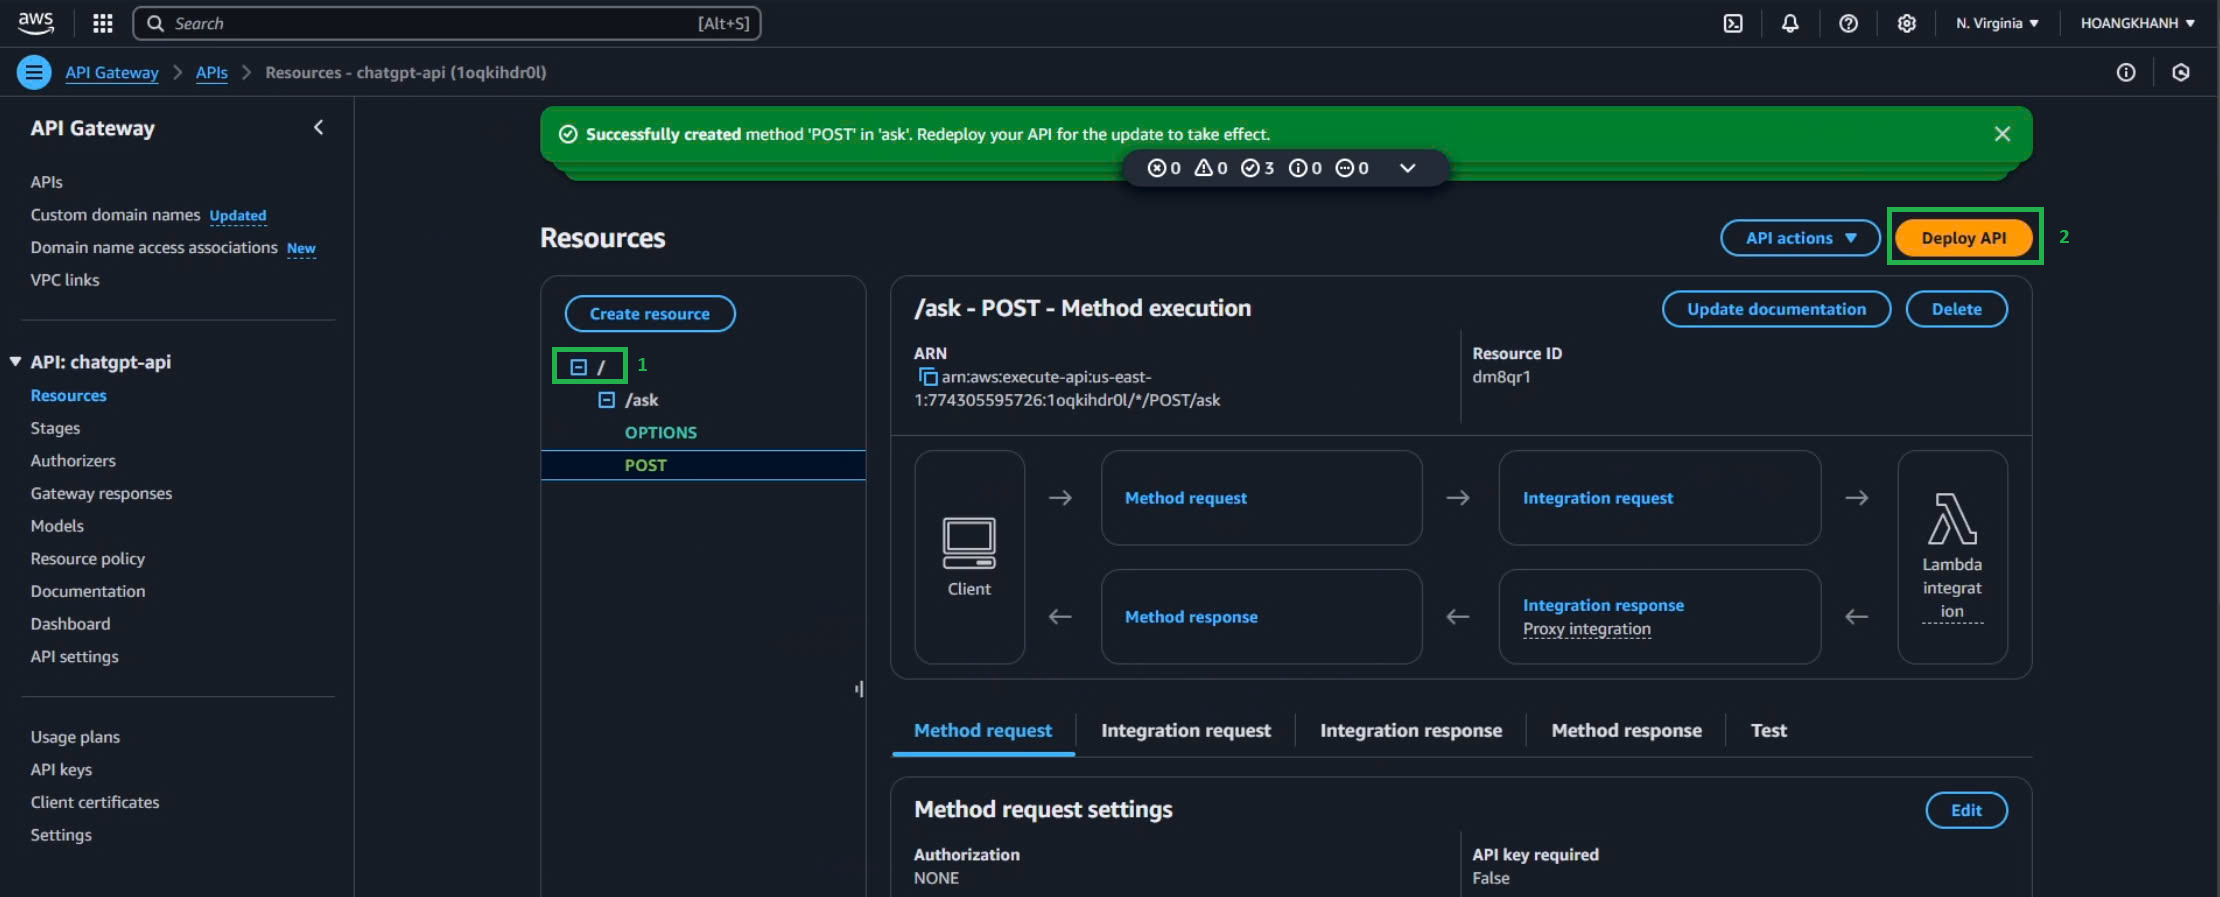 aws
Search
[Alt+S]
N. Virginia
HOANGKHANH
API Gateway
APIs
Resources - chatgpt-api (1oqkihdr0l)
API Gateway
APIs
Custom domain names Updated
Domain name access associations New
VPC links
API: chatgpt-api
Resources
Stages
Authorizers
Gateway responses
Models
Resource policy
Documentation
Dashboard
API settings
Usage plans
API keys
Client certificates
Settings
Successfully created method 'POST' in 'ask'. Redeploy your API for the update to take effect.
0 0 3 0 0
Resources
API actions
Deploy API
2
Create resource
/
1
/ask
OPTIONS
POST
/ask - POST - Method execution
Update documentation
Delete
ARN
arn:aws:execute-api:us-east-
1:774305595726:1oqkihdr0l/*/POST/ask
Resource ID
dm8qr1
Client
Method request
Integration request
Method response
Integration response
Proxy integration
Lambda
integrat
ion
Method request
Integration request
Integration response
Method response
Test
Method request settings
Edit
Authorization
NONE
API key required
False